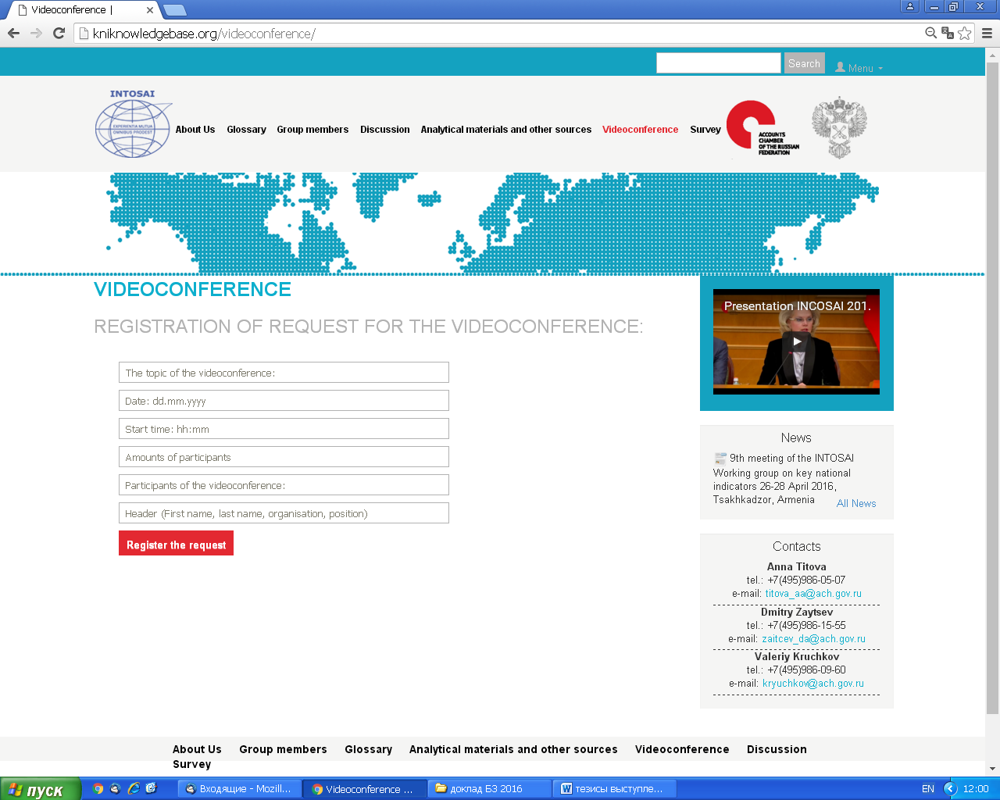 Videoconference |
kniknowledgebase.org/videoconference/
Search
Menu
INTOSAI
EXPERIENTIA MUTUA
OMNIBUS PRODEST
About Us Glossary Group members Discussion Analytical materials and other sources Videoconference Survey
ACCOUNTS
CHAMBER
OF THE RUSSIAN
FEDERATION
VIDEOCONFERENCE
REGISTRATION OF REQUEST FOR THE VIDEOCONFERENCE:
The topic of the videoconference:
Date: dd.mm.yyyy
Start time: hh:mm
Amounts of participants
Participants of the videoconference:
Header (First name, last name, organisation, position)
Register the request
Presentation INCOSAI 201.
News
9th meeting of the INTOSAI
Working group on key national
indicators 26-28 April 2016,
Tsakhkadzor, Armenia
All News
Contacts
Anna Titova
tel.: +7(495)986-05-07
e-mail: titova_aa@ach.gov.ru
Dmitry Zaytsev
tel.: +7(495)986-15-55
e-mail: zaitcev_da@ach.gov.ru
Valeriy Kruchkov
tel.: +7(495)986-09-60
e-mail: kryuchkov@ach.gov.ru
About Us Group members Glossary Analytical materials and other sources Videoconference Discussion
Survey
пуск
Входящие - Mozill...
Videoconference ...
доклад БЗ 2016
тезисы выступле...
EN
12:00